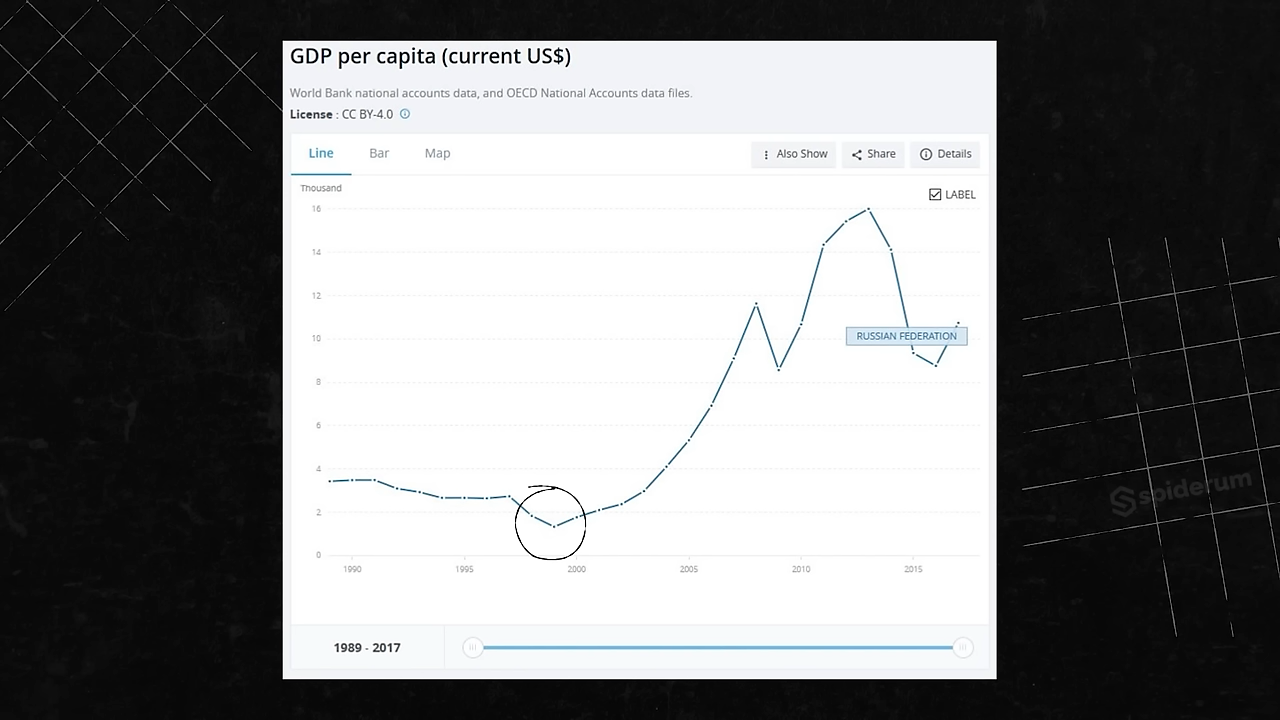 GDP per capita (current US$)
World Bank national accounts data, and OECD National Accounts data files.
License : CC BY-4.0
Line Bar Map Also Show Share Details
Thousand
LABEL
16
14
12
10
8
6
4
2
0
RUSSIAN FEDERATION
1990 1995 2000 2005 2010 2015
1989 - 2017
spiderum